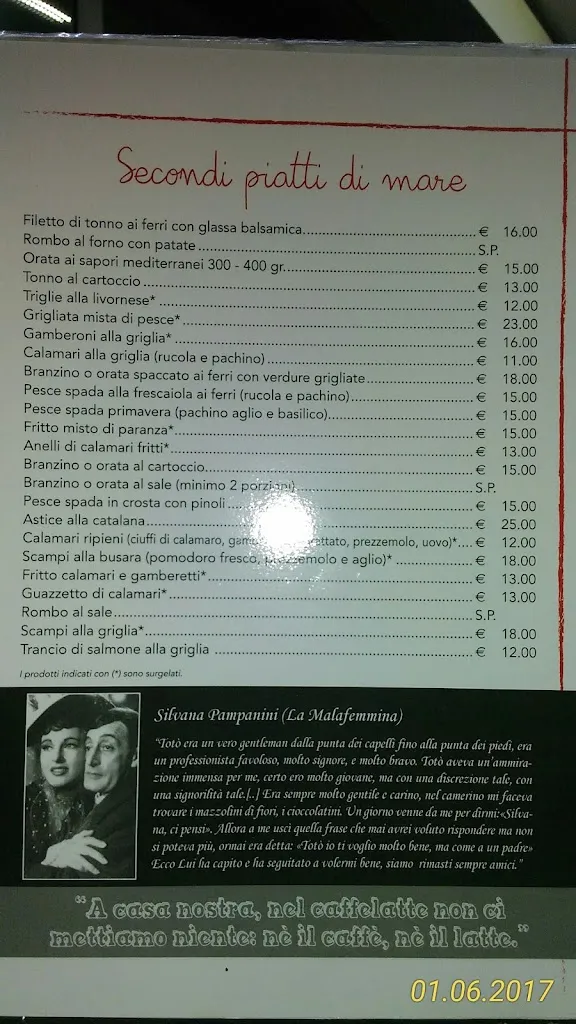 Secondi piatti di mare
Filetto di tonno ai ferri con glassa balsamica € 16.00
Rombo al forno con patate S.P.
Orata ai sapori mediterranei 300 - 400 gr. € 15.00
Tonno al cartoccio € 13.00
Triglie alla livornese* € 12.00
Grigliata mista di pesce* € 23.00
Gamberoni alla griglia* € 16.00
Calamari alla griglia (rucola e pachino) € 11.00
Branzino o orata spaccato ai ferri con verdure grigliate € 18.00
Pesce spada alla frescaiola ai ferri (rucola e pachino) € 15.00
Pesce spada primavera (pachino aglio e basilico) € 15.00
Fritto misto di paranza* € 15.00
Anelli di calamari fritti* € 13.00
Branzino o orata al cartoccio € 15.00
Branzino o orata al sale (minimo 2 porzioni) S.P.
Pesce spada in crosta con pinoli € 15.00
Astice alla catalana € 25.00
Calamari ripieni (ciuffi di calamaro, prezzemolo, uovo)* € 12.00
Scampi alla busara (pomodoro fresco, prezzemolo e aglio)* € 18.00
Fritto calamari e gamberetti* € 13.00
Guazzetto di calamari* € 13.00
Rombo al sale S.P.
Scampi alla griglia* € 18.00
Trancio di salmone alla griglia € 12.00
I prodotti indicati con (*) sono surgelati.
Silvana Pampanini (La Malafemmina)
"Totò era un vero gentleman dalla punta dei capelli fino alla punta dei piedi, era
un professionista favoloso, molto signore, e molto bravo. Totò aveva un'ammira-
zione immensa per me, certo ero molto giovane, ma con una discrezione tale, con
una signorilità tale.[..] Era sempre molto gentile e carino, nel camerino mi faceva
trovare i mazzolini di fiori, i cioccolatini. Un giorno venne da me per dirmi:«Silva-
na, ci pensi». Allora a me uscì quella frase che mai avrei voluto rispondere ma non
si poteva più, ormai era detta: «Totò io ti voglio molto bene, ma come a un padre»
Ecco Lui ha capito e ha seguitato a volermi bene, siamo rimasti sempre amici."
"A casa nostra, nel caffelatte non ci
mettiamo niente: nè il caffè, nè il latte."
01.06.2017